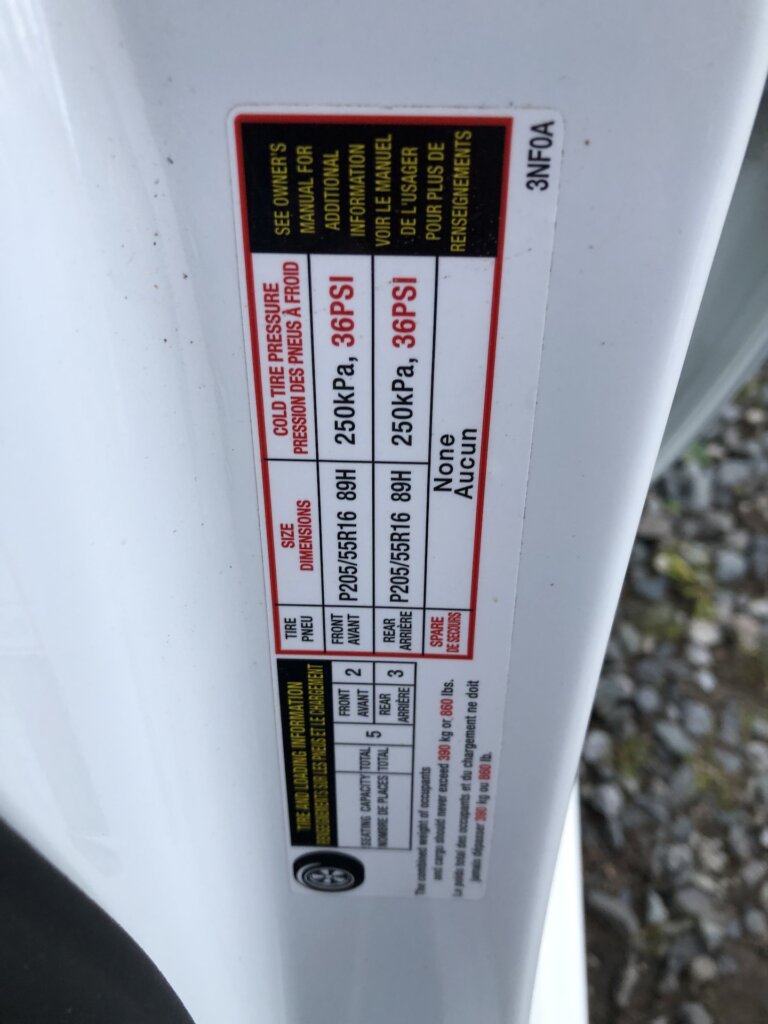 TIRE AND LOADING INFORMATION
RENSEIGNEMENTS SUR LES PNEUS ET LE CHARGEMENT
SEATING CAPACITY
NOMBRE DE PLACES
TOTAL
TOTAL
5
FRONT
AVANT
2
REAR
ARRIÈRE
3
The combined weight of occupants
and cargo should never exceed 390 kg or 860 lbs.
Le poids total des occupants et du chargement ne doit
jamais dépasser 390 kg ou 860 lb.
TIRE
PNEU
SIZE
DIMENSIONS
COLD TIRE PRESSURE
PRESSION DES PNEUS À FROID
FRONT
AVANT
P205/55R16 89H
250kPa, 36PSI
REAR
ARRIÈRE
P205/55R16 89H
250kPa, 36PSI
SPARE
DE SECOURS
None
Aucun
SEE OWNER'S
MANUAL FOR
ADDITIONAL
INFORMATION
VOIR LE MANUEL
DE L'USAGER
POUR PLUS DE
RENSEIGNEMENTS
3NF0A